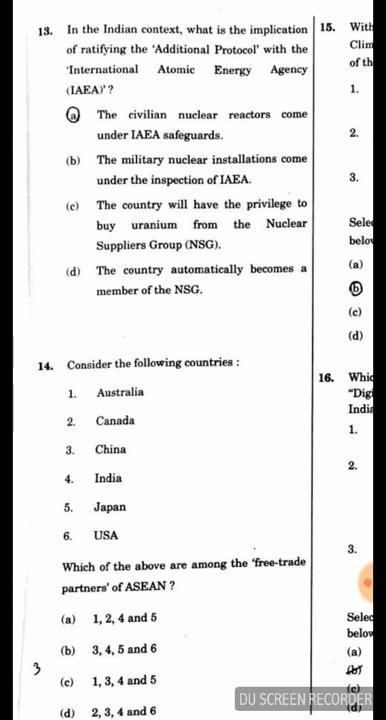 13. In the Indian context, what is the implication
of ratifying the 'Additional Protocol' with the
'International Atomic Energy Agency
(IAEA)' ?
(a) The civilian nuclear reactors come
under IAEA safeguards.
(b) The military nuclear installations come
under the inspection of IAEA.
(c) The country will have the privilege to
buy uranium from the Nuclear
Suppliers Group (NSG).
(d) The country automatically becomes a
member of the NSG.
14. Consider the following countries :
1. Australia
2. Canada
3. China
4. India
5. Japan
6. USA
Which of the above are among the 'free-trade
partners' of ASEAN ?
(a) 1, 2, 4 and 5
(b) 3, 4, 5 and 6
3
(c) 1, 3, 4 and 5
(d) 2, 3, 4 and 6
15. With
Clim
of th
1.
2.
3.
Selec
below
(a)
(b)
(c)
(d)
16. Whic
"Digi
India
1.
2.
3.
Selec
below
(a)
(b)
(c)
(d)
DU SCREEN RECORDER